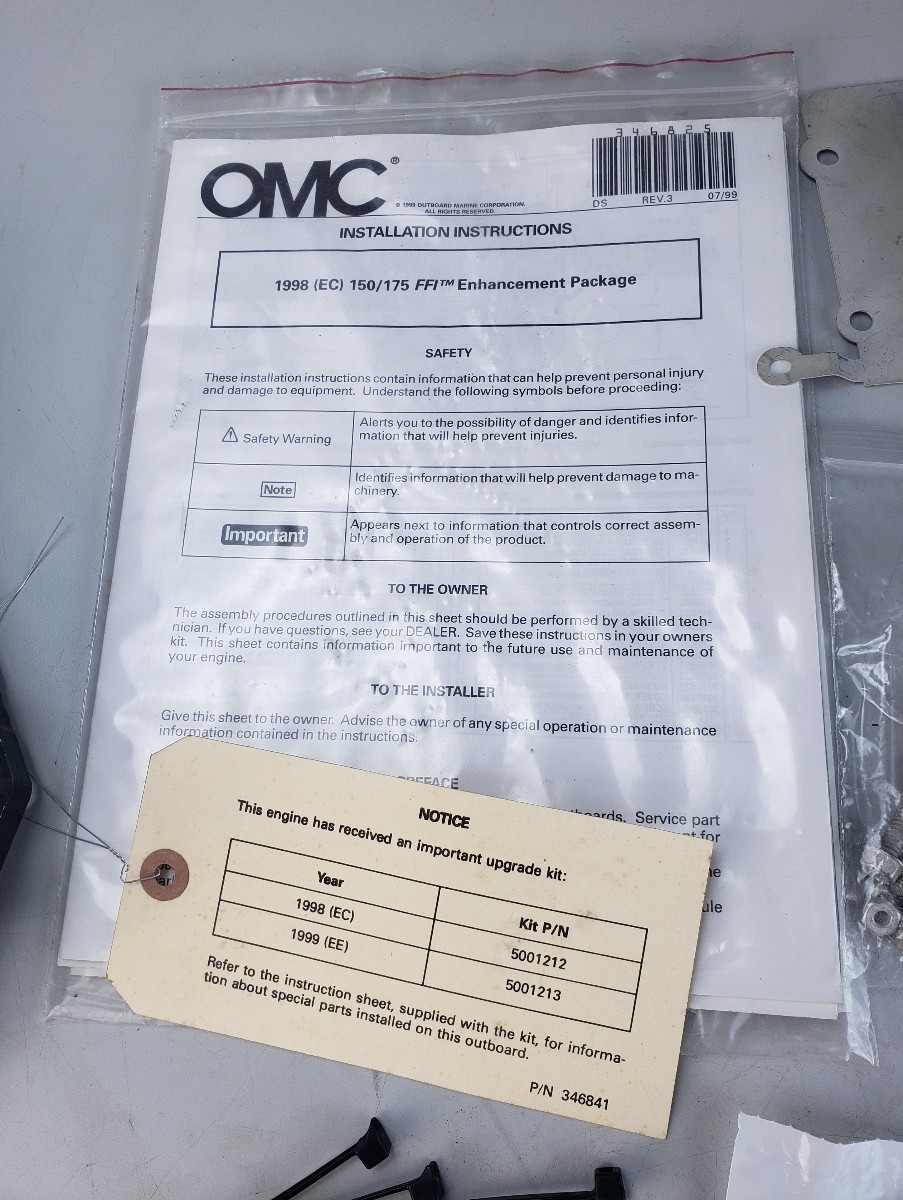 346825
OMC®
© 1999 OUTBOARD MARINE CORPORATION.
ALL RIGHTS RESERVED.
DS REV.3 07/99
INSTALLATION INSTRUCTIONS
1998 (EC) 150/175 FFI™ Enhancement Package
SAFETY
These installation instructions contain information that can help prevent personal injury
and damage to equipment. Understand the following symbols before proceeding:
Safety Warning
Alerts you to the possibility of danger and identifies infor-
mation that will help prevent injuries.
Note
Identifies information that will help prevent damage to ma-
chinery.
Important
Appears next to information that controls correct assem-
bly and operation of the product.
TO THE OWNER
The assembly procedures outlined in this sheet should be performed by a skilled tech-
nician. If you have questions, see your DEALER. Save these instructions in your owners
kit. This sheet contains information important to the future use and maintenance of
your engine.
TO THE INSTALLER
Give this sheet to the owner. Advise the owner of any special operation or maintenance
information contained in the instructions.
Service part
for
NOTICE
This engine has received an important upgrade kit:
Year Kit P/N
1998 (EC) 5001212
1999 (EE) 5001213
Refer to the instruction sheet, supplied with the kit, for informa-
tion about special parts installed on this outboard.
P/N 346841